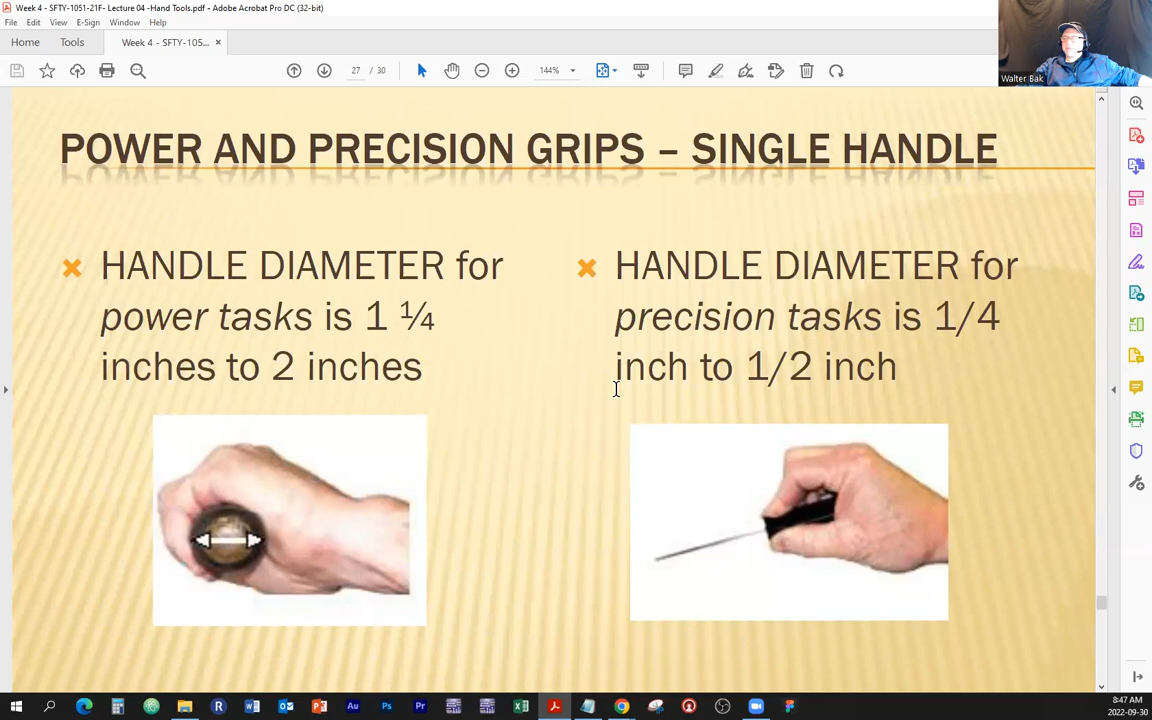 Week 4 - SFTY-1051-21F- Lecture 04 -Hand Tools.pdf - Adobe Acrobat Pro DC (32-bit)
File Edit View E-Sign Window Help
Home Tools Week 4 - SFTY-105...
27 / 30 144%
Walter Bak
POWER AND PRECISION GRIPS – SINGLE HANDLE
HANDLE DIAMETER for
power tasks is 1 ¼
inches to 2 inches
HANDLE DIAMETER for
precision tasks is 1/4
inch to 1/2 inch
R Au Ps Pr
8:47 AM
2022-09-30